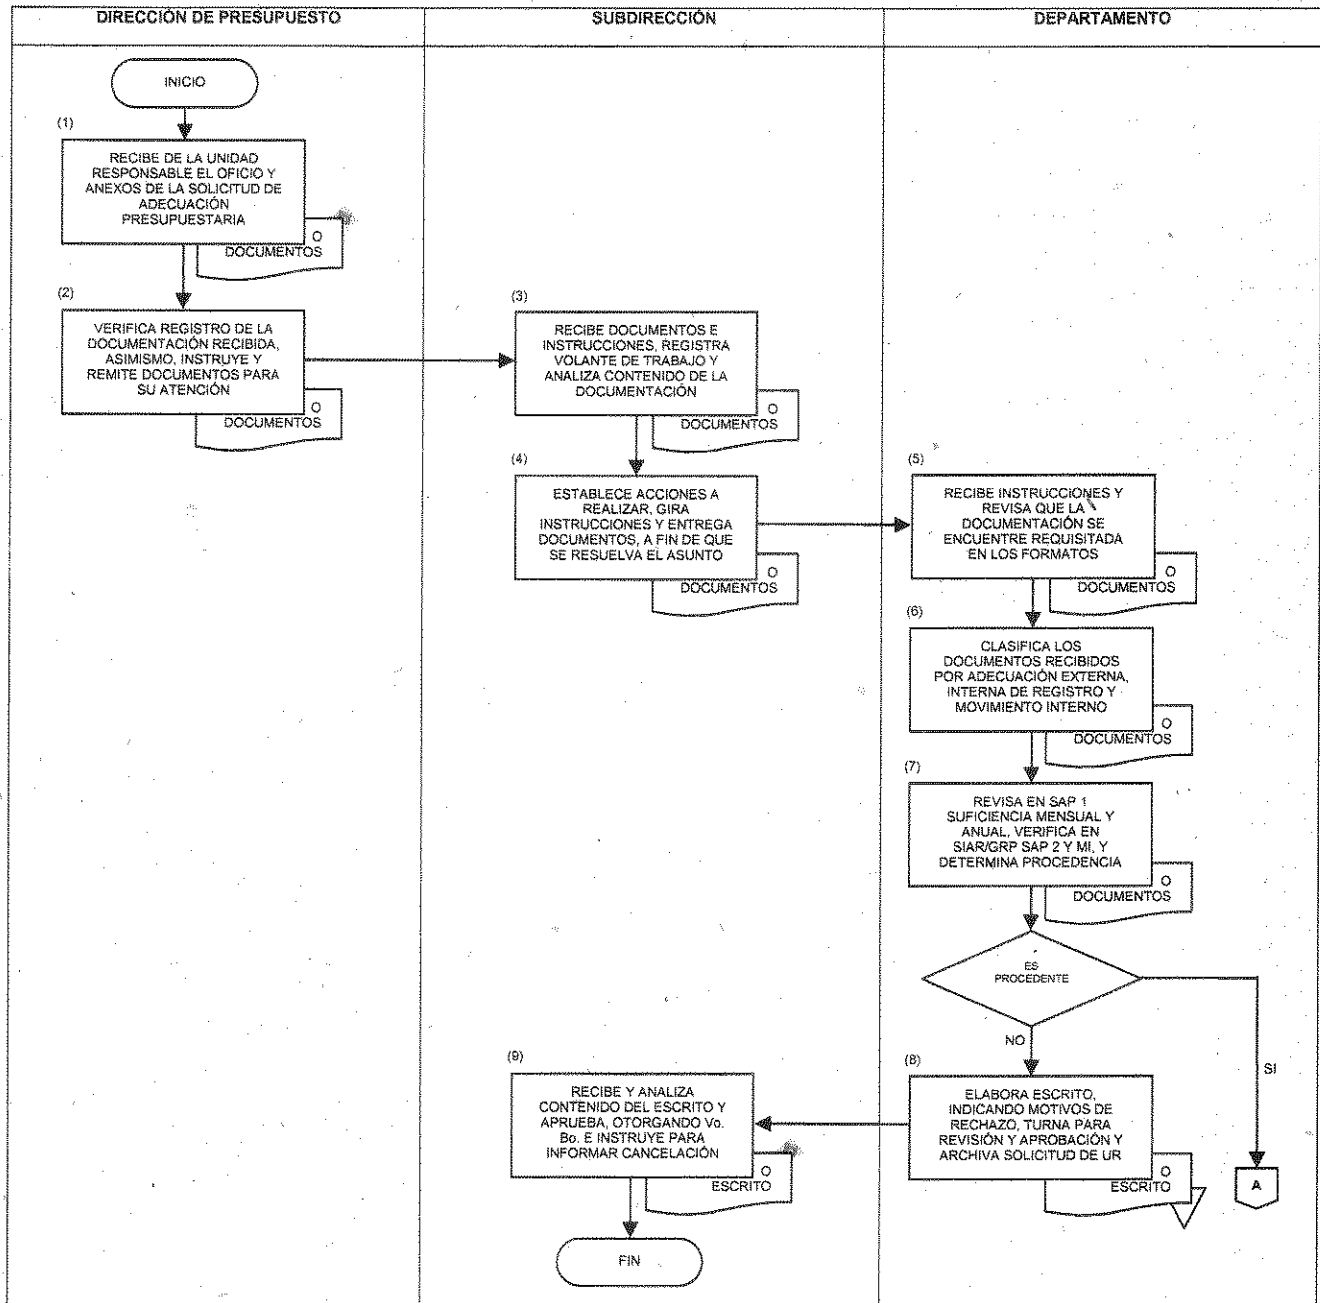 DIRECCIÓN DE PRESUPUESTO
SUBDIRECCIÓN
DEPARTAMENTO
INICIO
(1)
RECIBE DE LA UNIDAD
RESPONSABLE EL OFICIO Y
ANEXOS DE LA SOLICITUD DE
ADECUACIÓN
PRESUPUESTARIA
O
DOCUMENTOS
(2)
VERIFICA REGISTRO DE LA
DOCUMENTACIÓN RECIBIDA,
ASIMISMO, INSTRUYE Y
REMITE DOCUMENTOS PARA
SU ATENCIÓN
O
DOCUMENTOS
(3)
RECIBE DOCUMENTOS E
INSTRUCCIONES, REGISTRA
VOLANTE DE TRABAJO Y
ANALIZA CONTENIDO DE LA
DOCUMENTACIÓN
O
DOCUMENTOS
(4)
ESTABLECE ACCIONES A
REALIZAR, GIRA
INSTRUCCIONES Y ENTREGA
DOCUMENTOS, A FIN DE QUE
SE RESUELVA EL ASUNTO
O
DOCUMENTOS
(5)
RECIBE INSTRUCCIONES Y
REVISA QUE LA
DOCUMENTACIÓN SE
ENCUENTRE REQUISITADA
EN LOS FORMATOS
O
DOCUMENTOS
(6)
CLASIFICA LOS
DOCUMENTOS RECIBIDOS
POR ADECUACIÓN EXTERNA,
INTERNA DE REGISTRO Y
MOVIMIENTO INTERNO
O
DOCUMENTOS
(7)
REVISA EN SAP 1
SUFICIENCIA MENSUAL Y
ANUAL, VERIFICA EN
SIAR/GRP SAP 2 Y MI, Y
DETERMINA PROCEDENCIA
O
DOCUMENTOS
ES
PROCEDENTE
NO
SI
(8)
ELABORA ESCRITO,
INDICANDO MOTIVOS DE
RECHAZO, TURNA PARA
REVISIÓN Y APROBACIÓN Y
ARCHIVA SOLICITUD DE UR
O
ESCRITO
A
(9)
RECIBE Y ANALIZA
CONTENIDO DEL ESCRITO Y
APRUEBA, OTORGANDO Vo.
Bo. E INSTRUYE PARA
INFORMAR CANCELACIÓN
O
ESCRITO
FIN